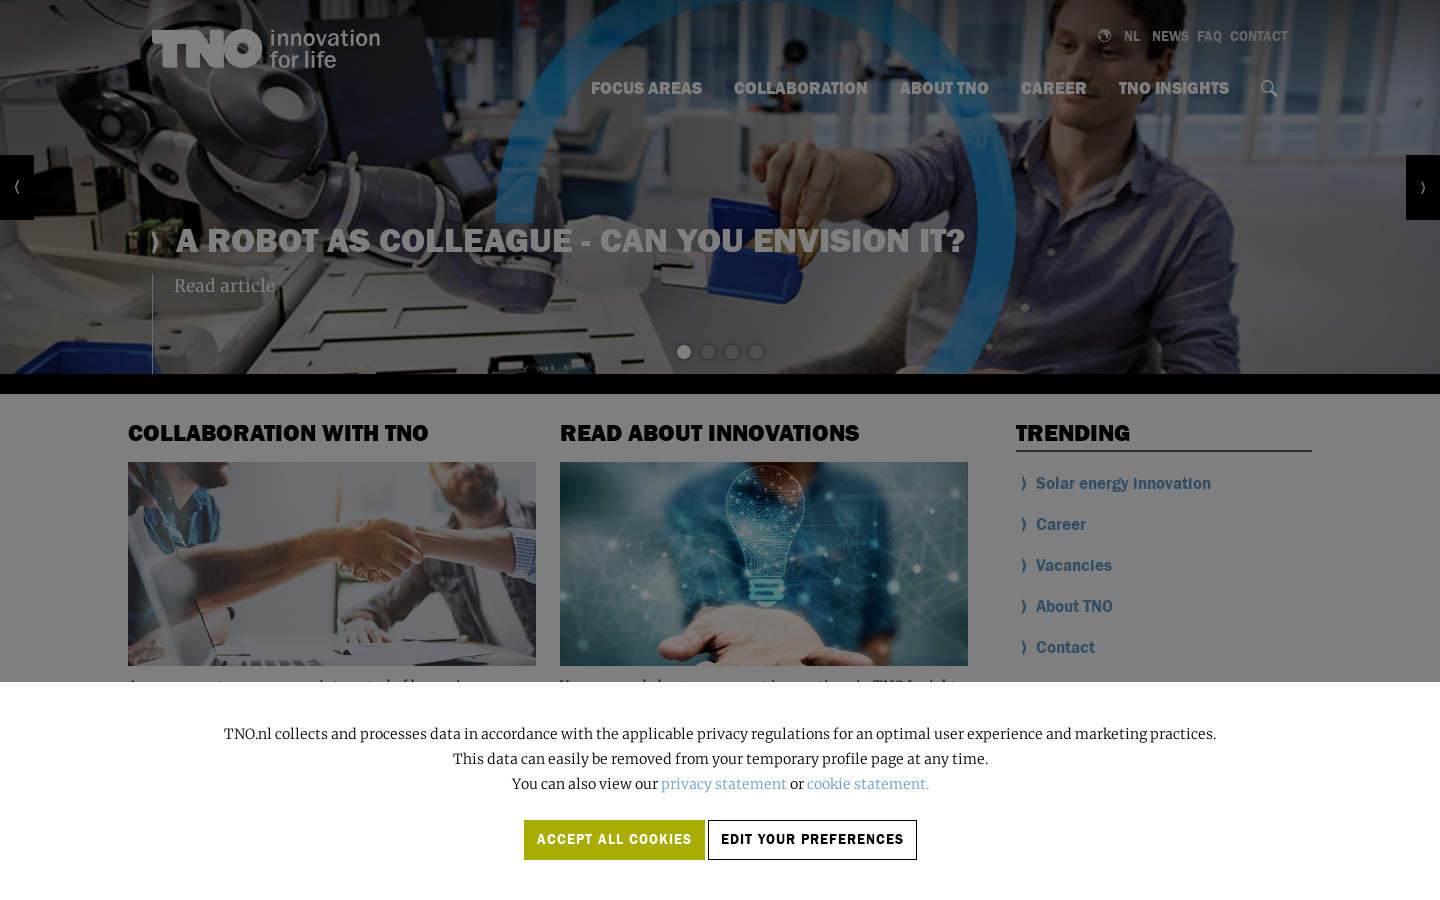 TNO innovation
for life
NL NEWS FAQ CONTACT
FOCUS AREAS COLLABORATION ABOUT TNO CAREER TNO INSIGHTS
A ROBOT AS COLLEAGUE - CAN YOU ENVISION IT?
Read article
COLLABORATION WITH TNO
READ ABOUT INNOVATIONS
TRENDING
Solar energy innovation
Career
Vacancies
About TNO
Contact
TNO.nl collects and processes data in accordance with the applicable privacy regulations for an optimal user experience and marketing practices.
This data can easily be removed from your temporary profile page at any time.
You can also view our privacy statement or cookie statement.
ACCEPT ALL COOKIES EDIT YOUR PREFERENCES